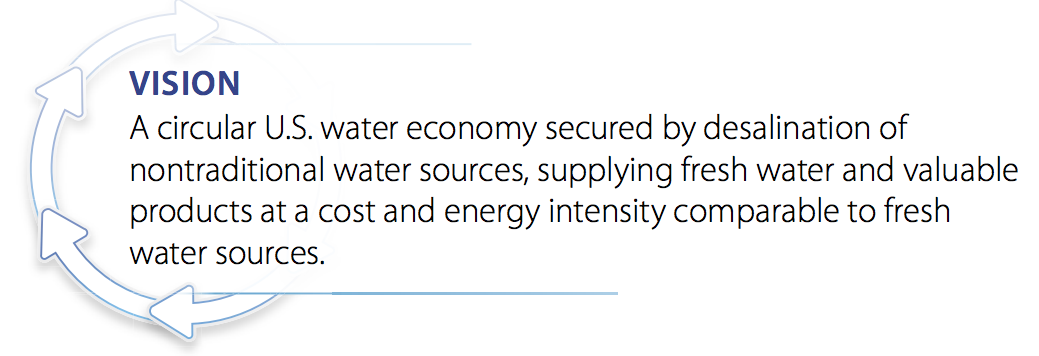 VISION
A circular U.S. water economy secured by desalination of
nontraditional water sources, supplying fresh water and valuable
products at a cost and energy intensity comparable to fresh
water sources.